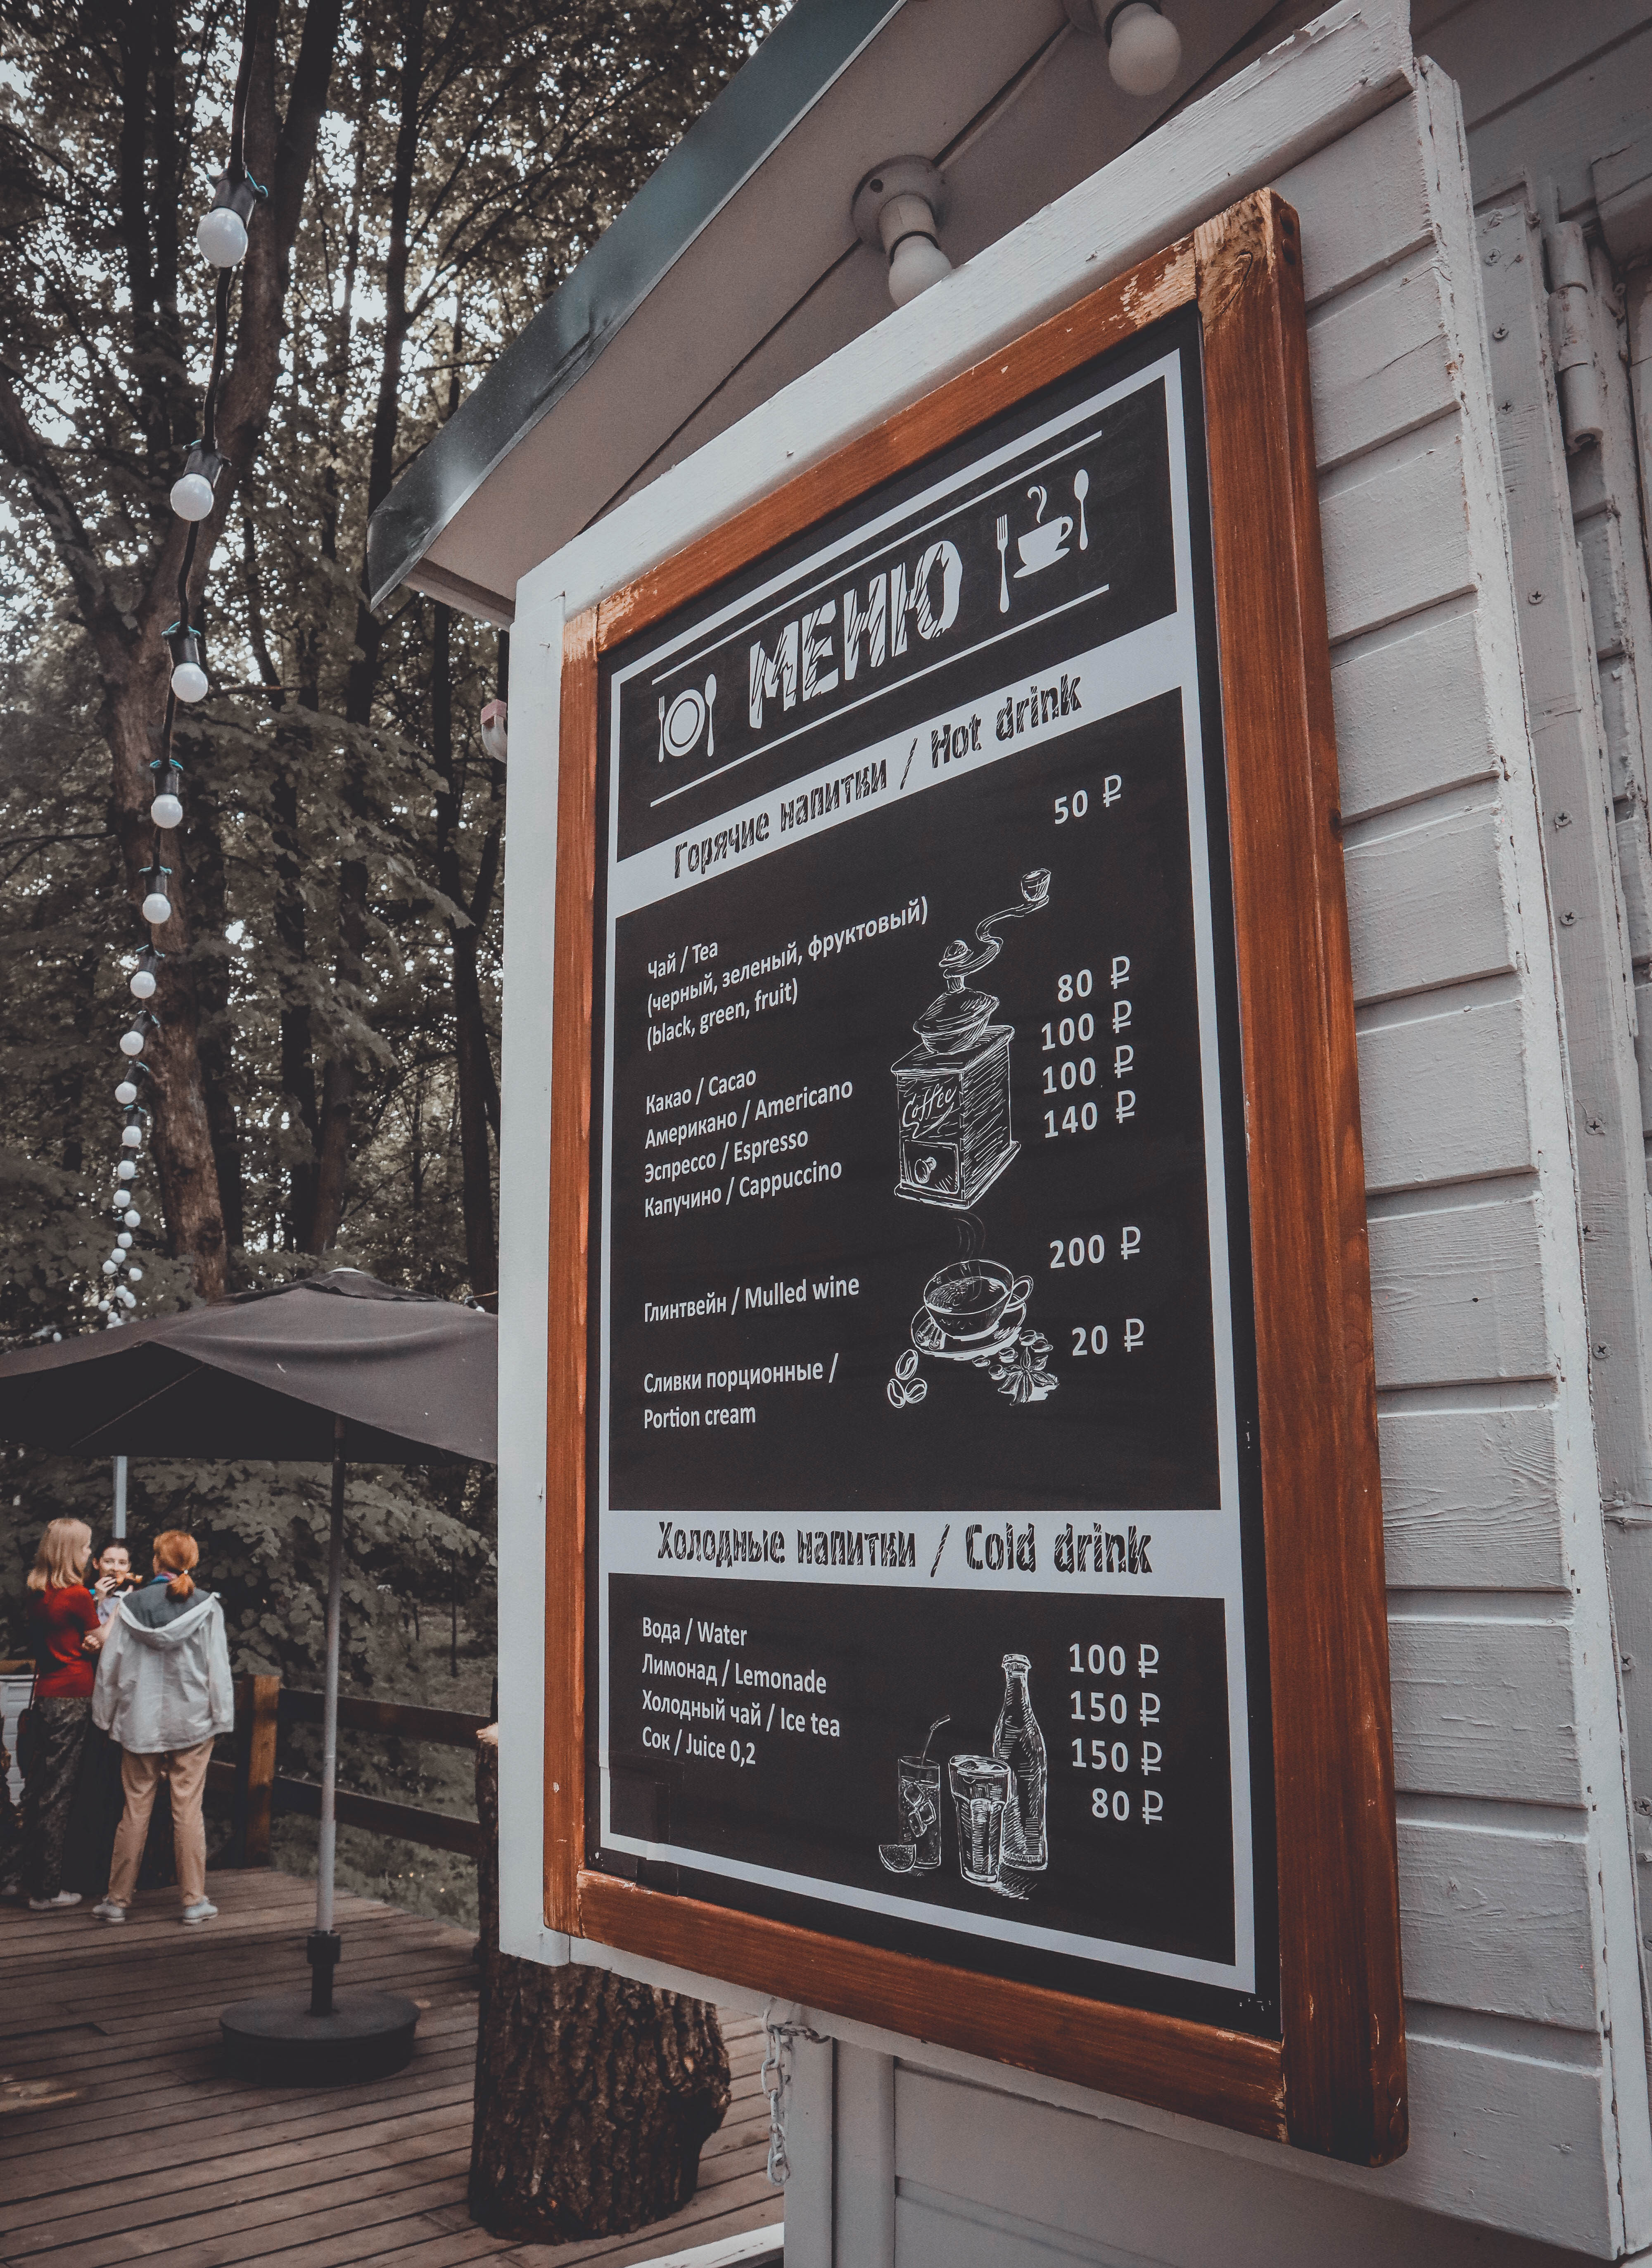 МЕНЮ
Горячие напитки / Hot drink
Чай / Tea 50 ₽
(черный, зеленый, фруктовый)
(black, green, fruit)
Coffee
Какао / Cacao 80 ₽
Американо / Americano 100 ₽
Эспрессо / Espresso 100 ₽
Капучино / Cappuccino 140 ₽
Глинтвейн / Mulled wine 200 ₽
Сливки порционные / 20 ₽
Portion cream
Холодные напитки / Cold drink
Вода / Water 100 ₽
Лимонад / Lemonade 150 ₽
Холодный чай / Ice tea 150 ₽
Сок / Juice 0,2 80 ₽